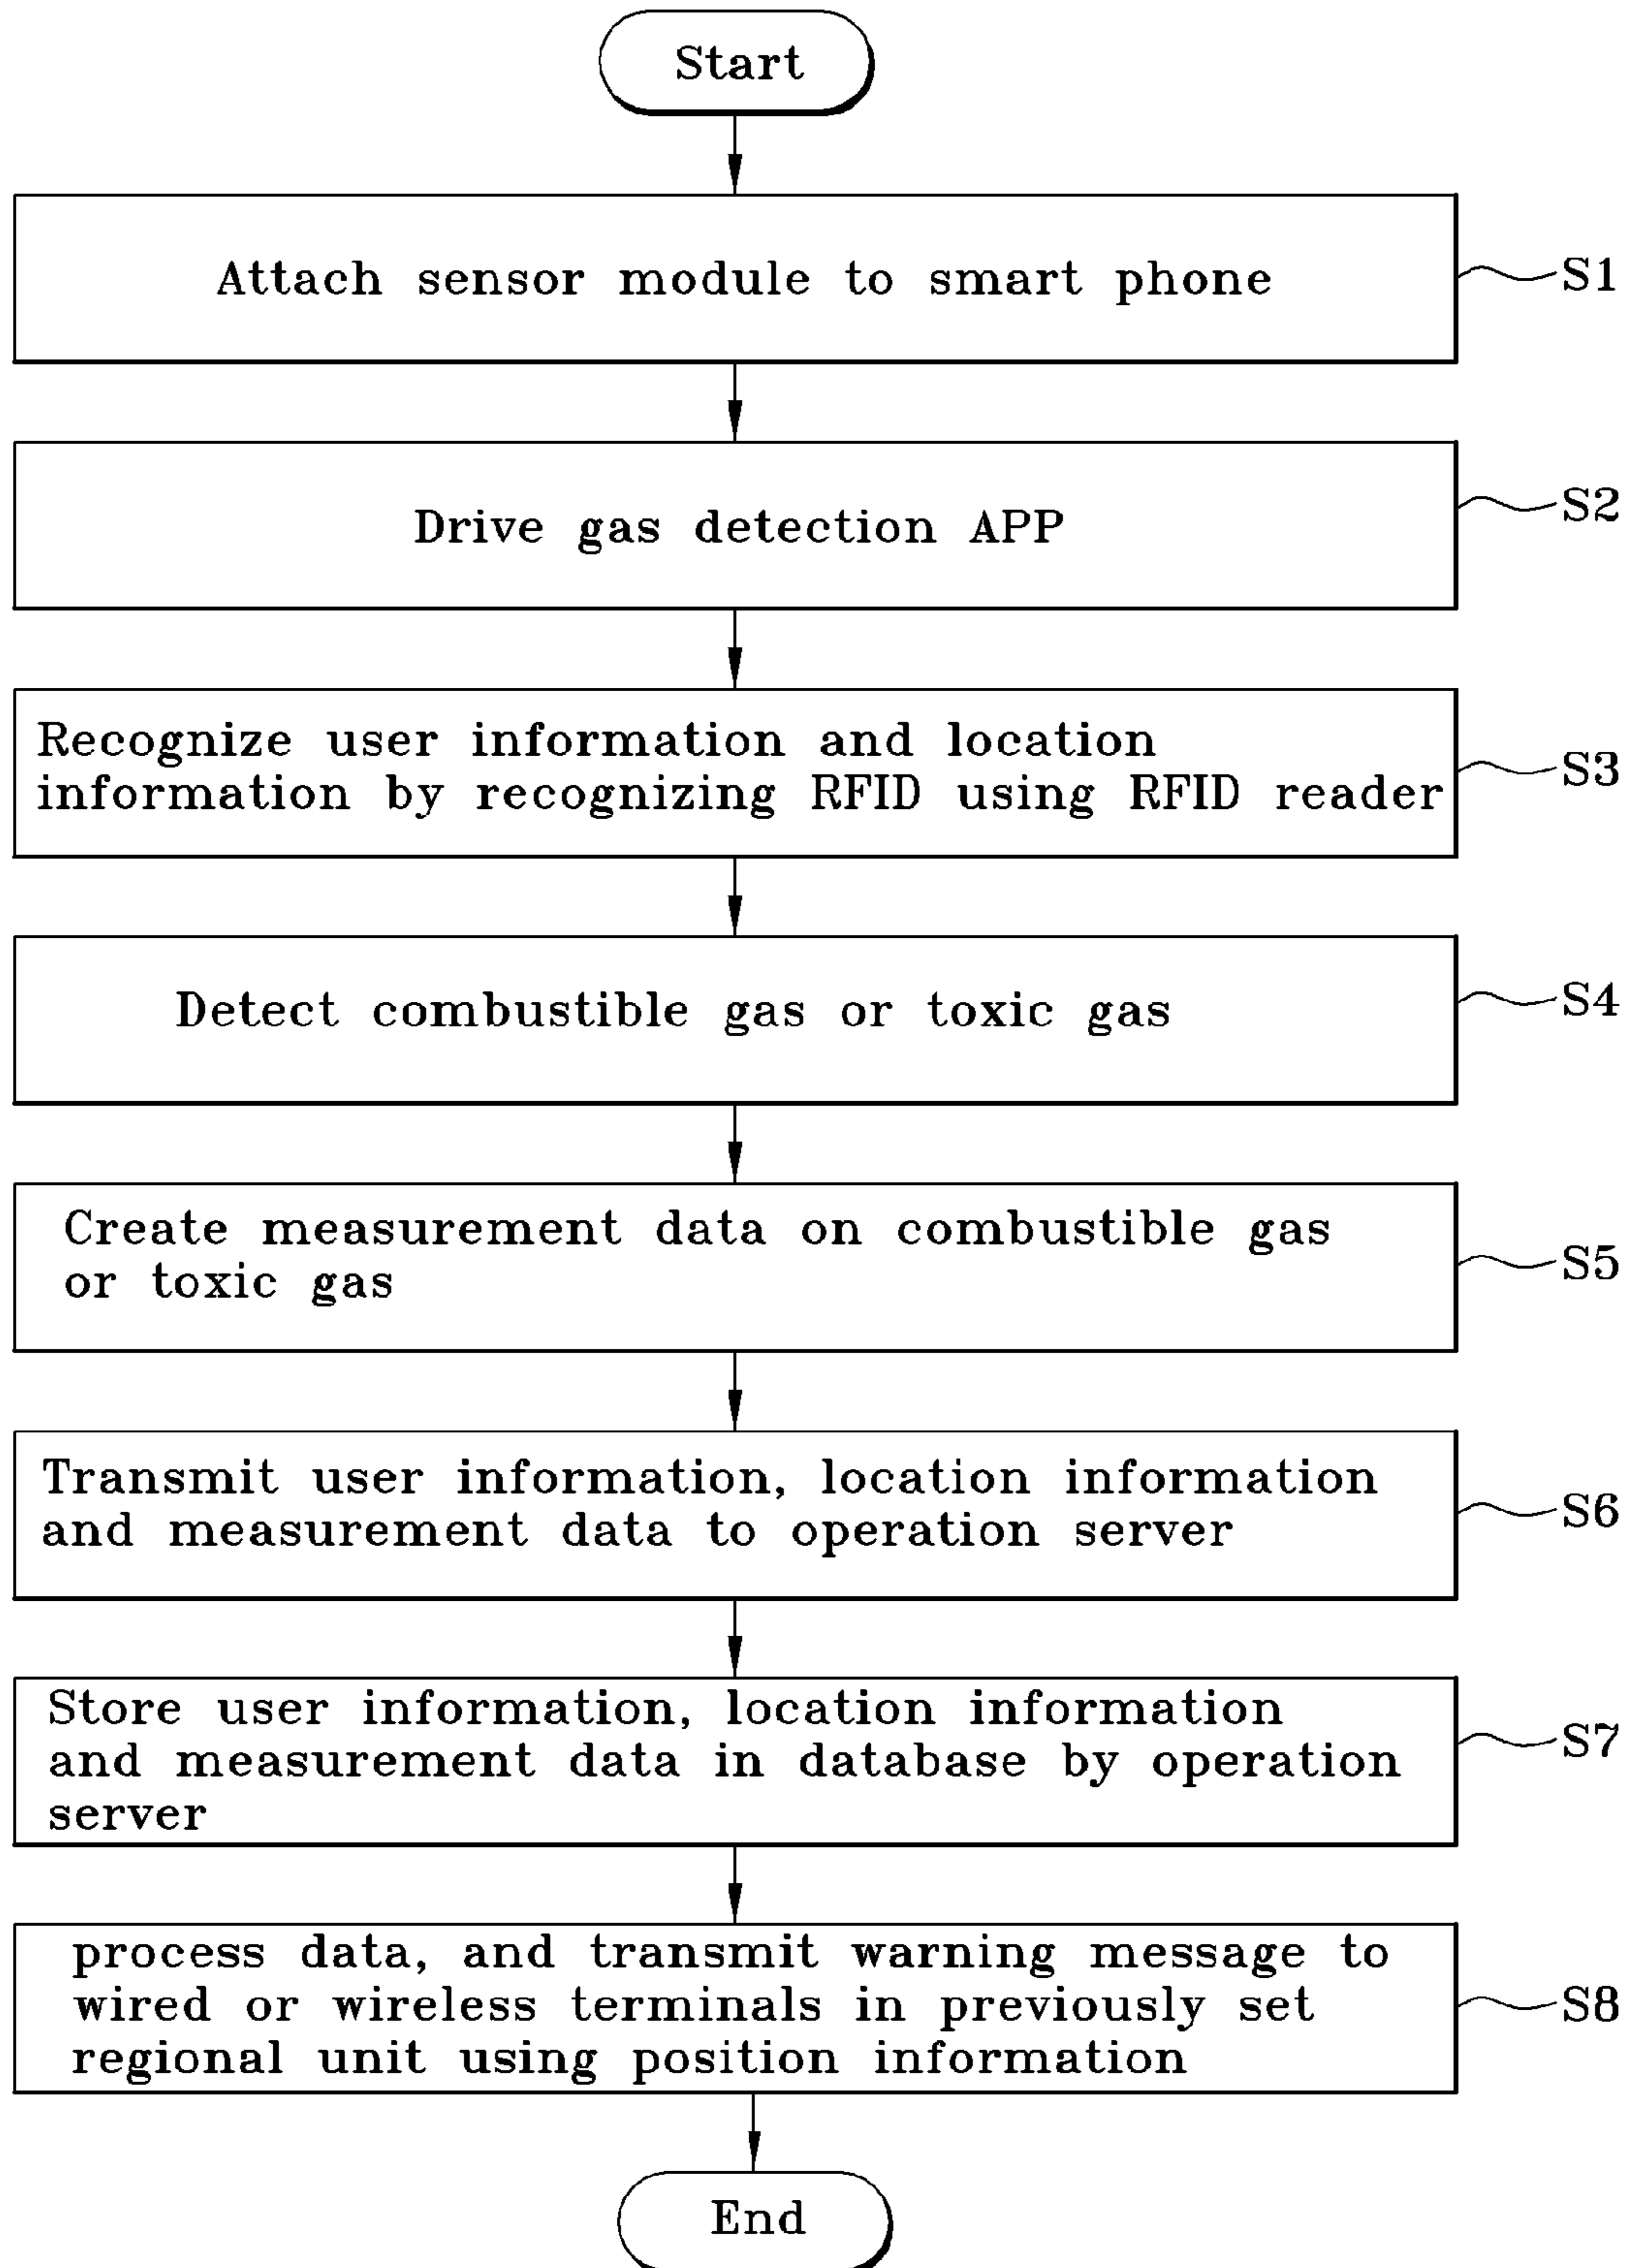 Start
Attach sensor module to smart phone
S1
Drive gas detection APP
S2
Recognize user information and location
information by recognizing RFID using RFID reader
S3
Detect combustible gas or toxic gas
S4
Create measurement data on combustible gas
or toxic gas
S5
Transmit user information, location information
and measurement data to operation server
S6
Store user information, location information
and measurement data in database by operation
server
S7
process data, and transmit warning message to
wired or wireless terminals in previously set
regional unit using position information
S8
End